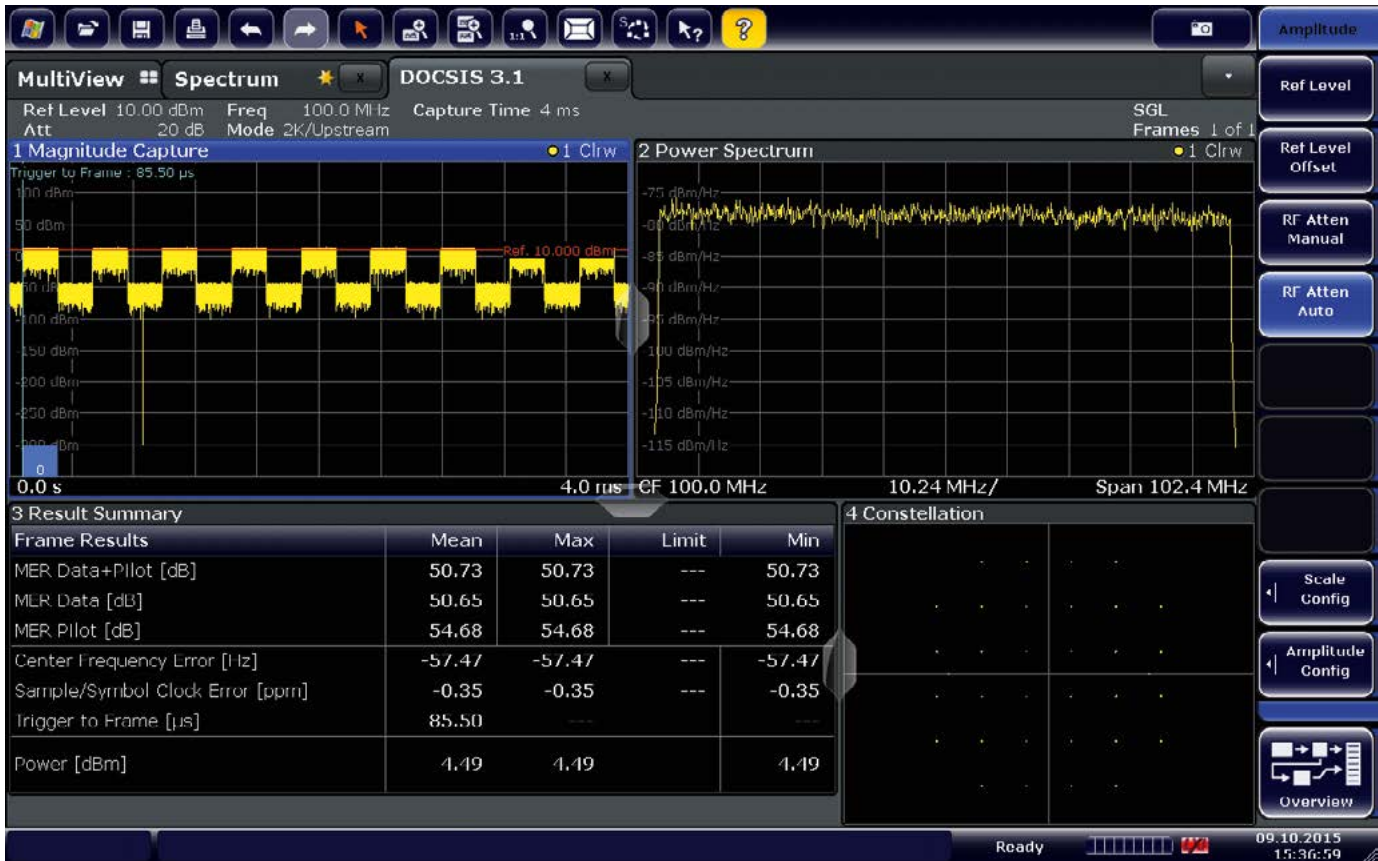 1:1
S
?
?
Amplitude
MultiView Spectrum x DOCSIS 3.1 x
Ref Level 10.00 dBm Freq 100.0 MHz Capture Time 4 ms SGL
Att 20 dB Mode 2K/Upstream Frames 1 of 1
1 Magnitude Capture 1 Clrw
Trigger to Frame : 85.50 µs
100 dBm
50 dBm
Ref. 10.000 dBm
-100 dBm
-150 dBm
-200 dBm
-250 dBm
-300 dBm
0
0.0 s 4.0 ms
2 Power Spectrum 1 Clrw
-75 dBm/Hz
-80 dBm/Hz
-85 dBm/Hz
-90 dBm/Hz
-95 dBm/Hz
-100 dBm/Hz
-105 dBm/Hz
-110 dBm/Hz
-115 dBm/Hz
CF 100.0 MHz 10.24 MHz/ Span 102.4 MHz
3 Result Summary
Frame Results Mean Max Limit Min
MER Data+Pilot [dB] 50.73 50.73 --- 50.73
MER Data [dB] 50.65 50.65 --- 50.65
MER Pilot [dB] 54.68 54.68 --- 54.68
Center Frequency Error [Hz] -57.47 -57.47 --- -57.47
Sample/Symbol Clock Error [ppm] -0.35 -0.35 --- -0.35
Trigger to Frame [µs] 85.50 --- ---
Power [dBm] 4.49 4.49 4.49
4 Constellation
Ref Level
Ref Level
Offset
RF Atten
Manual
RF Atten
Auto
Scale
Config
Amplitude
Config
Overview
Ready
09.10.2015
15:36:59